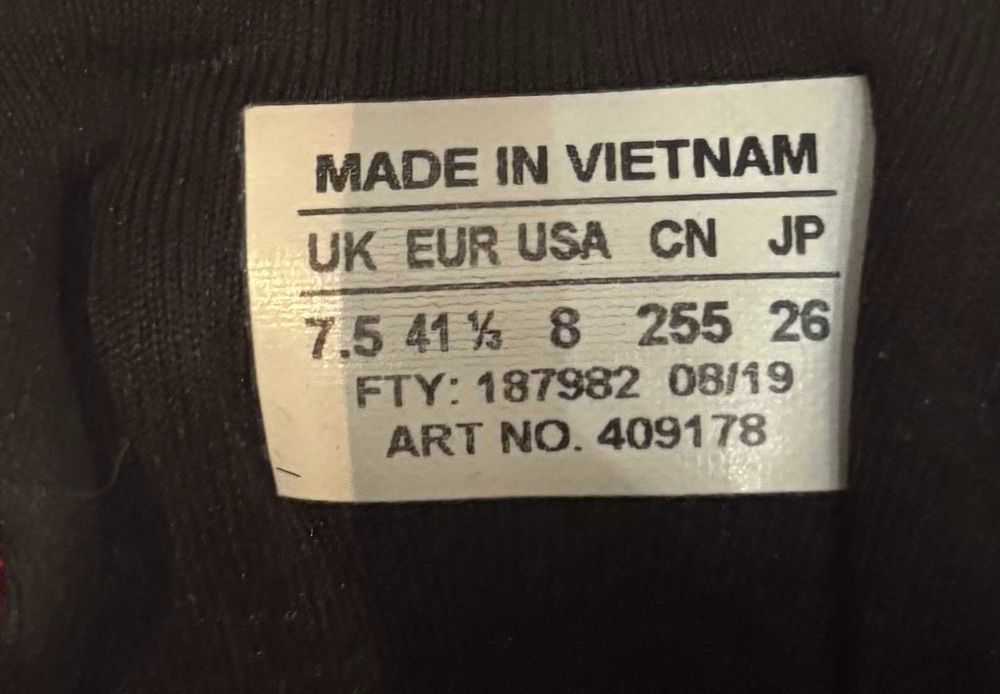 MADE IN VIETNAM
UK EUR USA CN JP
7.5 41 ⅓ 8 255 26
FTY: 187982 08/19
ART NO. 409178